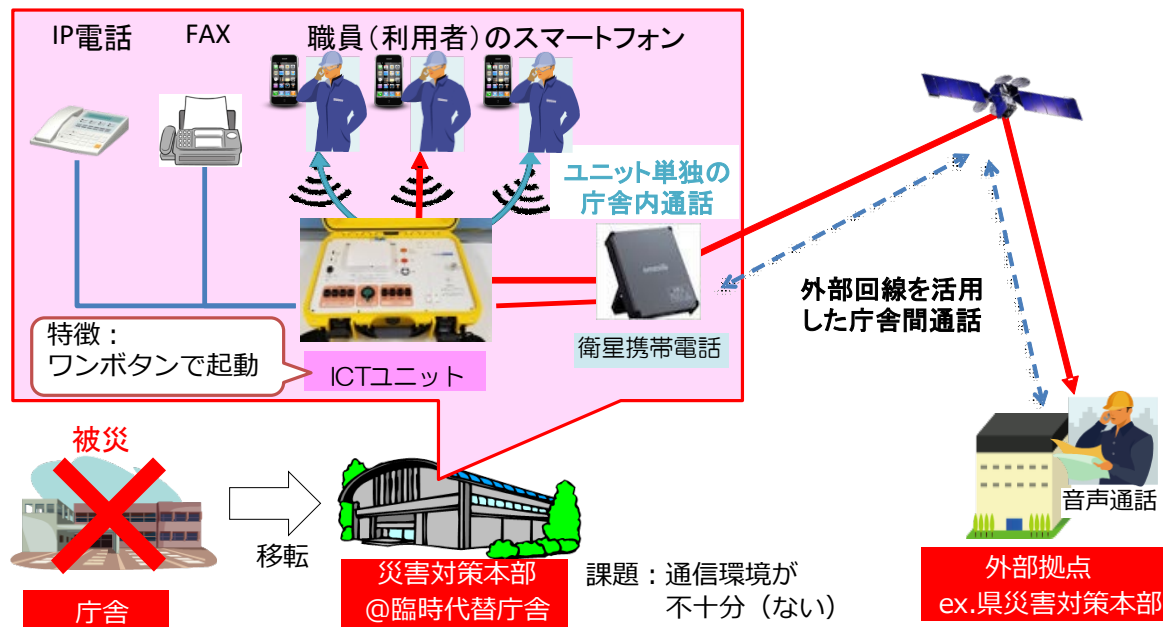 IP電話
FAX
職員（利用者）のスマートフォン
ユニット単独の
庁舎内通話
特徴：
ワンボタンで起動
ICTユニット
衛星携帯電話
外部回線を活用
した庁舎間通話
音声通話
被災
移転
庁舎
災害対策本部
@臨時代替庁舎
課題：通信環境が
不十分（ない）
外部拠点
ex.県災害対策本部